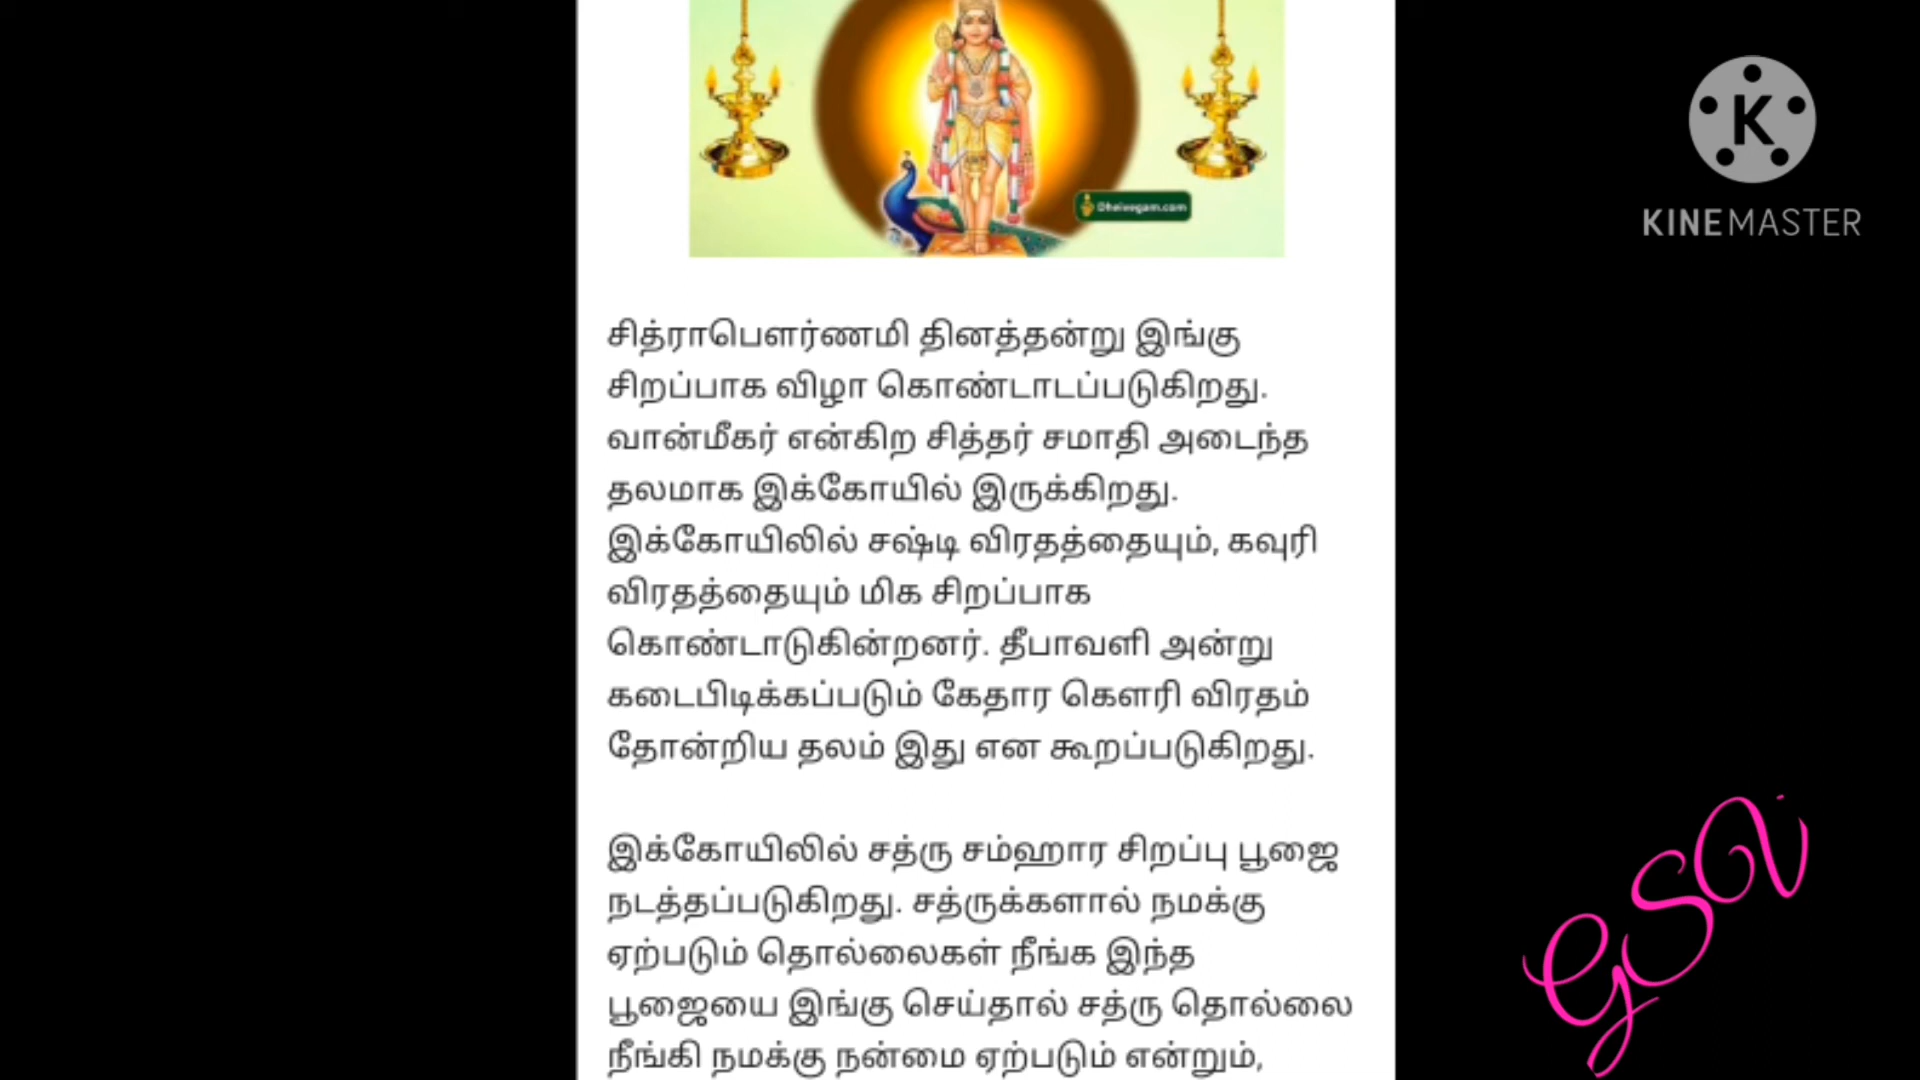 Dheivegam.com
K
KINEMASTER
சித்ராபௌர்ணமி தினத்தன்று இங்கு
சிறப்பாக விழா கொண்டாடப்படுகிறது.
வான்மீகர் என்கிற சித்தர் சமாதி அடைந்த
தலமாக இக்கோயில் இருக்கிறது.
இக்கோயிலில் சஷ்டி விரதத்தையும், கவுரி
விரதத்தையும் மிக சிறப்பாக
கொண்டாடுகின்றனர். தீபாவளி அன்று
கடைபிடிக்கப்படும் கேதார கௌரி விரதம்
தோன்றிய தலம் இது என கூறப்படுகிறது.
இக்கோயிலில் சத்ரு சம்ஹார சிறப்பு பூஜை
நடத்தப்படுகிறது. சத்ருக்களால் நமக்கு
ஏற்படும் தொல்லைகள் நீங்க இந்த
பூஜையை இங்கு செய்தால் சத்ரு தொல்லை
நீங்கி நமக்கு நன்மை ஏற்படும் என்றும்,